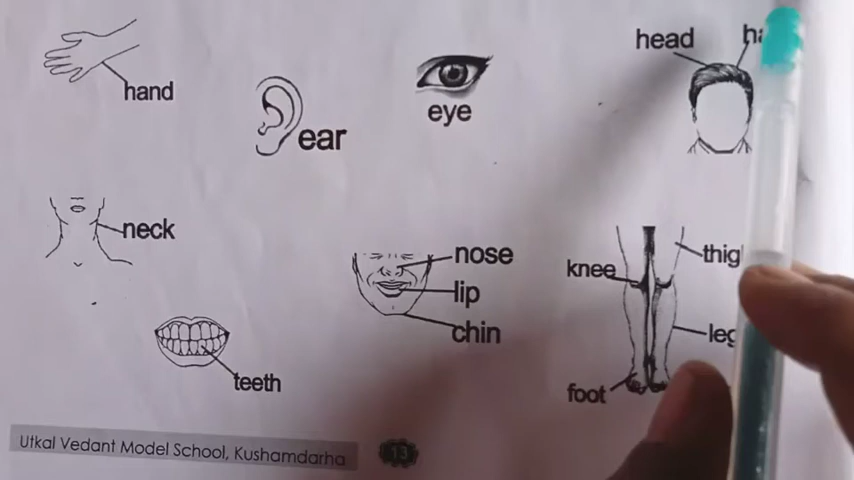 head
hand
ear
eye
neck
nose
lip
chin
knee
teeth
foot
Utkal Vedant Model School, Kushamdarha
13